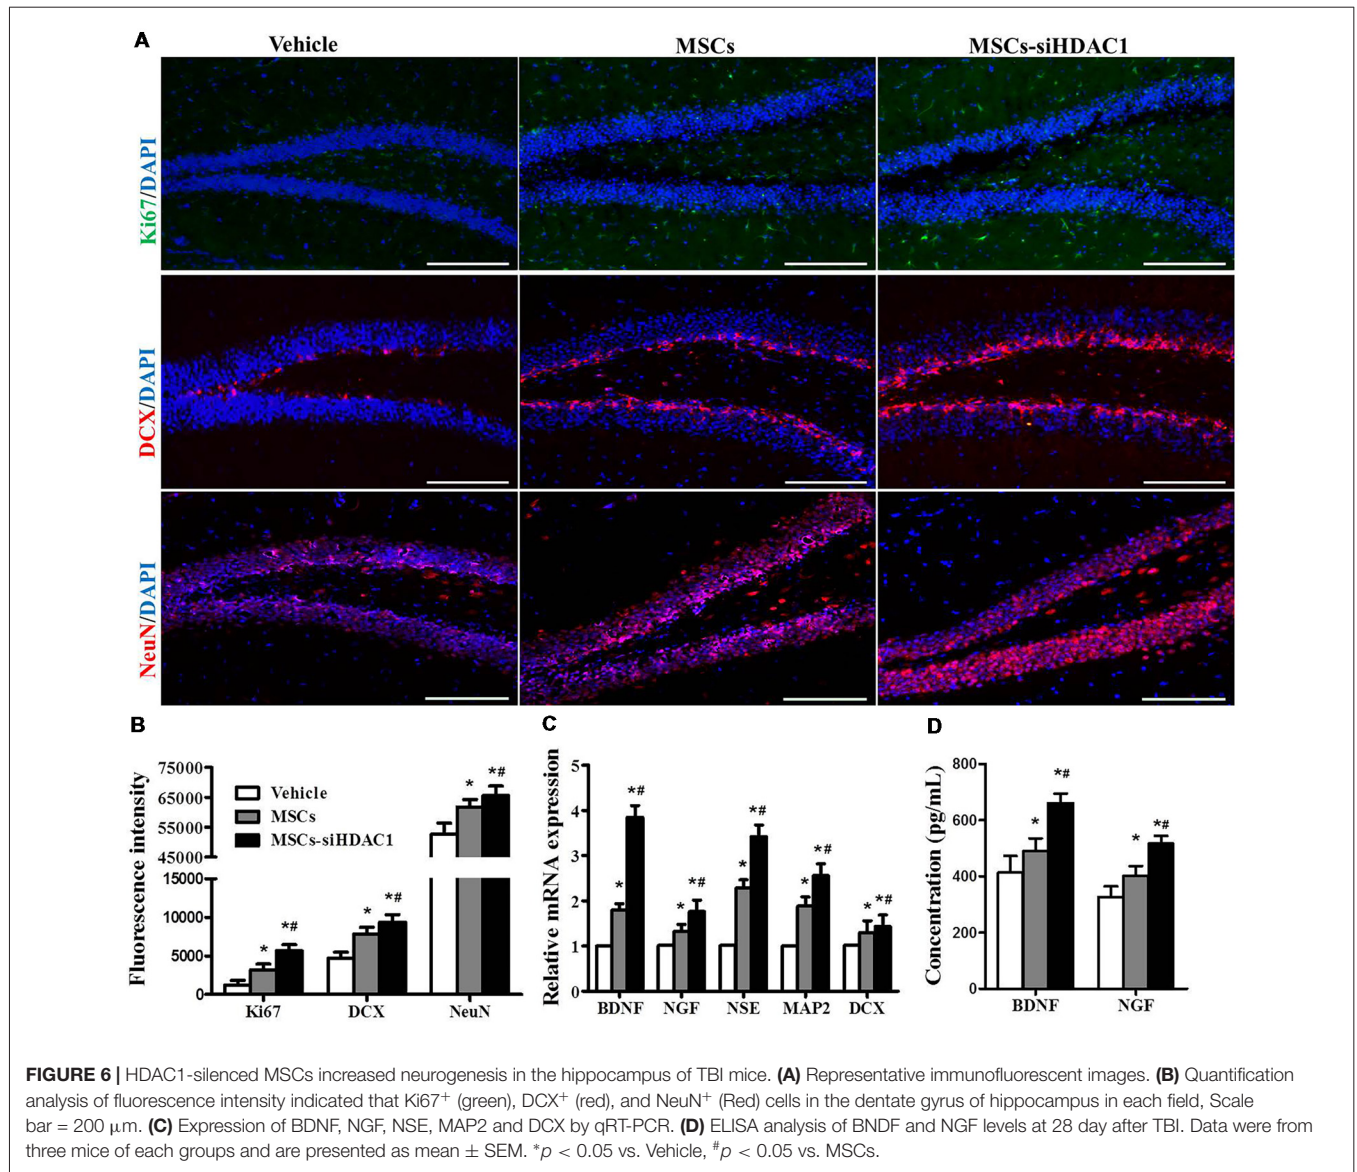 A
Vehicle
MSCs
MSCs-siHDAC1
Ki67/DAPI
DCX/DAPI
NeuN/DAPI
B
Fluorescence intensity
75000
65000
55000
45000
15000
10000
5000
0
Vehicle
MSCs
MSCs-siHDAC1
*
*#
*
*#
*
*#
Ki67
DCX
NeuN
C
Relative mRNA expression
5
4
3
2
1
0
*
*#
*
*#
*
*#
*
*#
*
*#
BDNF
NGF
NSE
MAP2
DCX
D
Concentration (pg/mL)
800
600
400
200
0
*
*#
*
*#
BDNF
NGF
FIGURE 6 | HDAC1-silenced MSCs increased neurogenesis in the hippocampus of TBI mice. (A) Representative immunofluorescent images. (B) Quantification
analysis of fluorescence intensity indicated that Ki67⁺ (green), DCX⁺ (red), and NeuN⁺ (Red) cells in the dentate gyrus of hippocampus in each field, Scale
bar = 200 μm. (C) Expression of BDNF, NGF, NSE, MAP2 and DCX by qRT-PCR. (D) ELISA analysis of BNDF and NGF levels at 28 day after TBI. Data were from
three mice of each groups and are presented as mean ± SEM. *p < 0.05 vs. Vehicle, #p < 0.05 vs. MSCs.